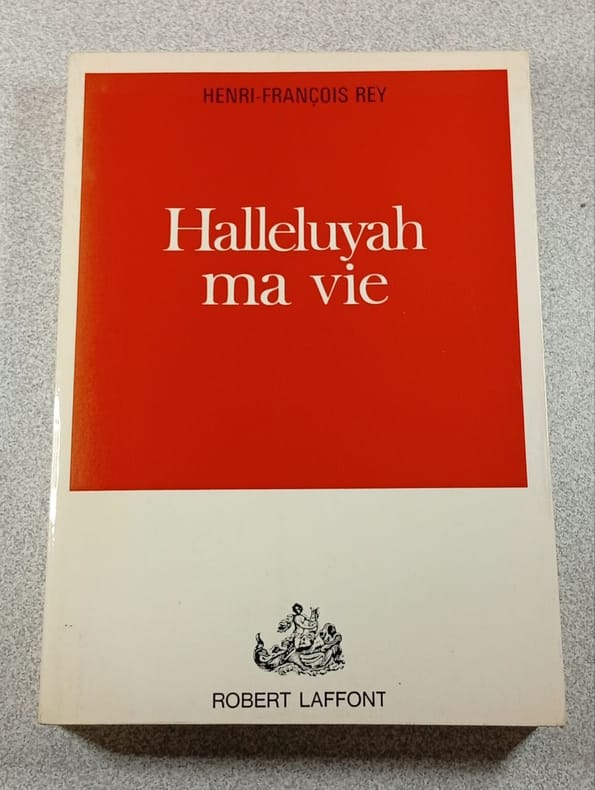 HENRI-FRANÇOIS REY
Halleluyah
ma vie
ROBERT LAFFONT